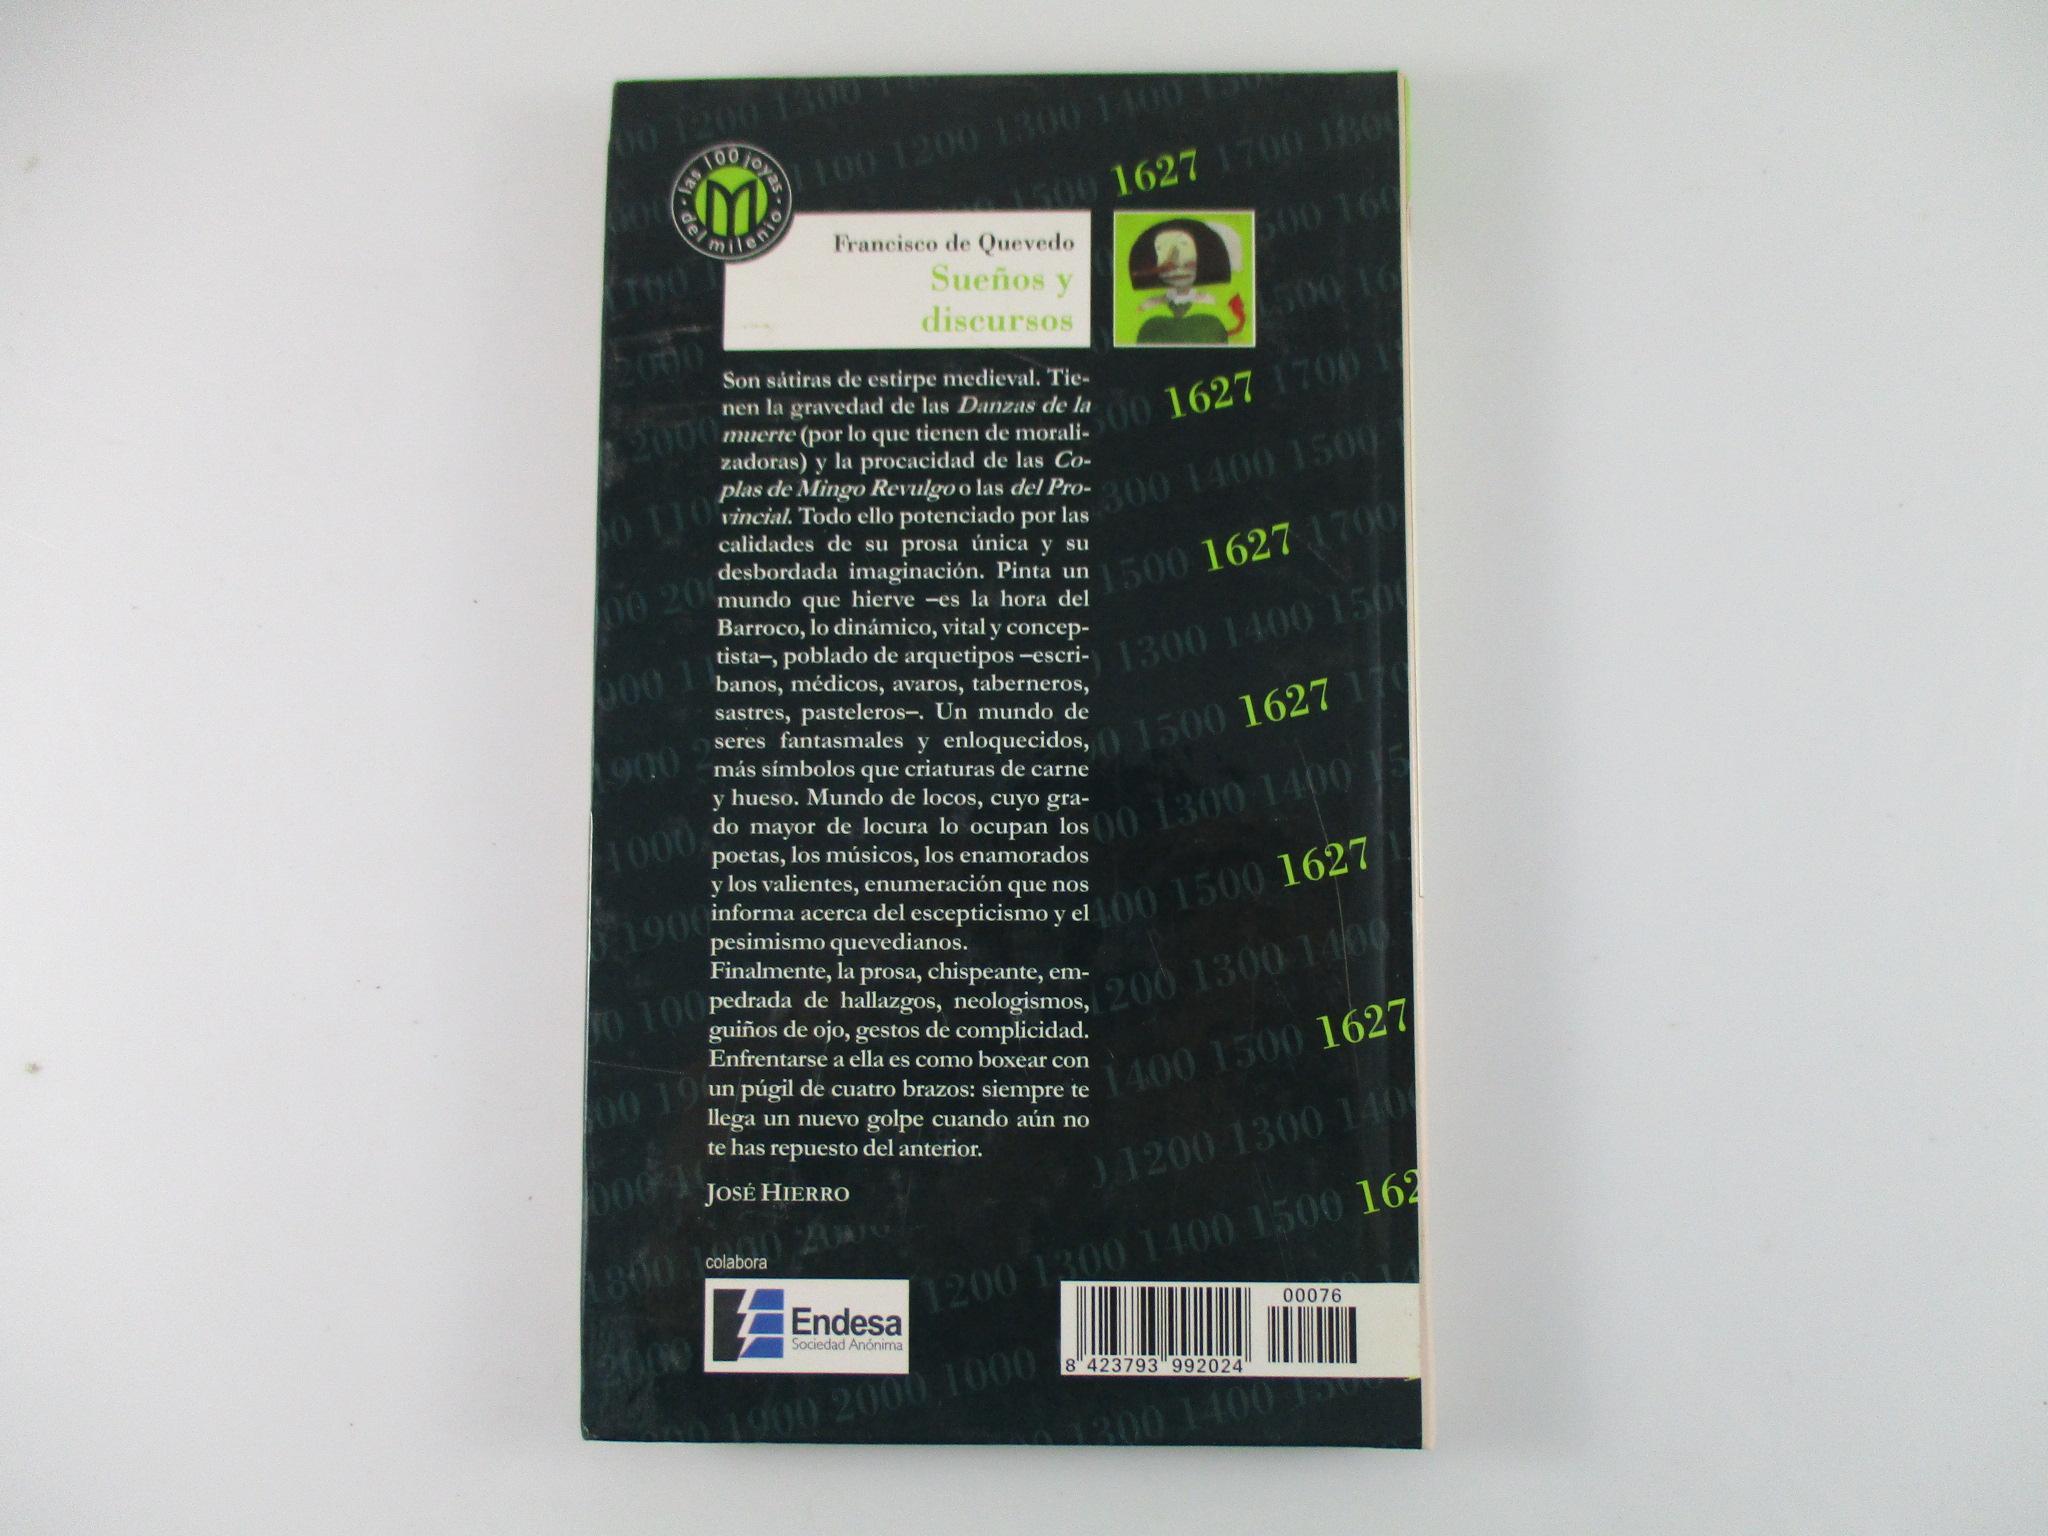 las 100 joyas
del milenio
M
1627
Francisco de Quevedo
Sueños y
discursos
Son sátiras de estirpe medieval. Tie-
nen la gravedad de las Danzas de la
muerte (por lo que tienen de morali-
zadoras) y la procacidad de las Co-
plas de Mingo Revulgo o las del Pro-
vincial. Todo ello potenciado por las
calidades de su prosa única y su
desbordada imaginación. Pinta un
mundo que hierve –es la hora del
Barroco, lo dinámico, vital y concep-
tista–, poblado de arquetipos –escri-
banos, médicos, avaros, taberneros,
sastres, pasteleros–. Un mundo de
seres fantasmales y enloquecidos,
más símbolos que criaturas de carne
y hueso. Mundo de locos, cuyo gra-
do mayor de locura lo ocupan los
poetas, los músicos, los enamorados
y los valientes, enumeración que nos
informa acerca del escepticismo y el
pesimismo quevedianos.
Finalmente, la prosa, chispeante, em-
pedrada de hallazgos, neologismos,
guiños de ojo, gestos de complicidad.
Enfrentarse a ella es como boxear con
un púgil de cuatro brazos: siempre te
llega un nuevo golpe cuando aún no
te has repuesto del anterior.
JOSÉ HIERRO
1627
1627
1627
1627
1627
162
colabora
Endesa
Sociedad Anónima
00076
8 423793 992024